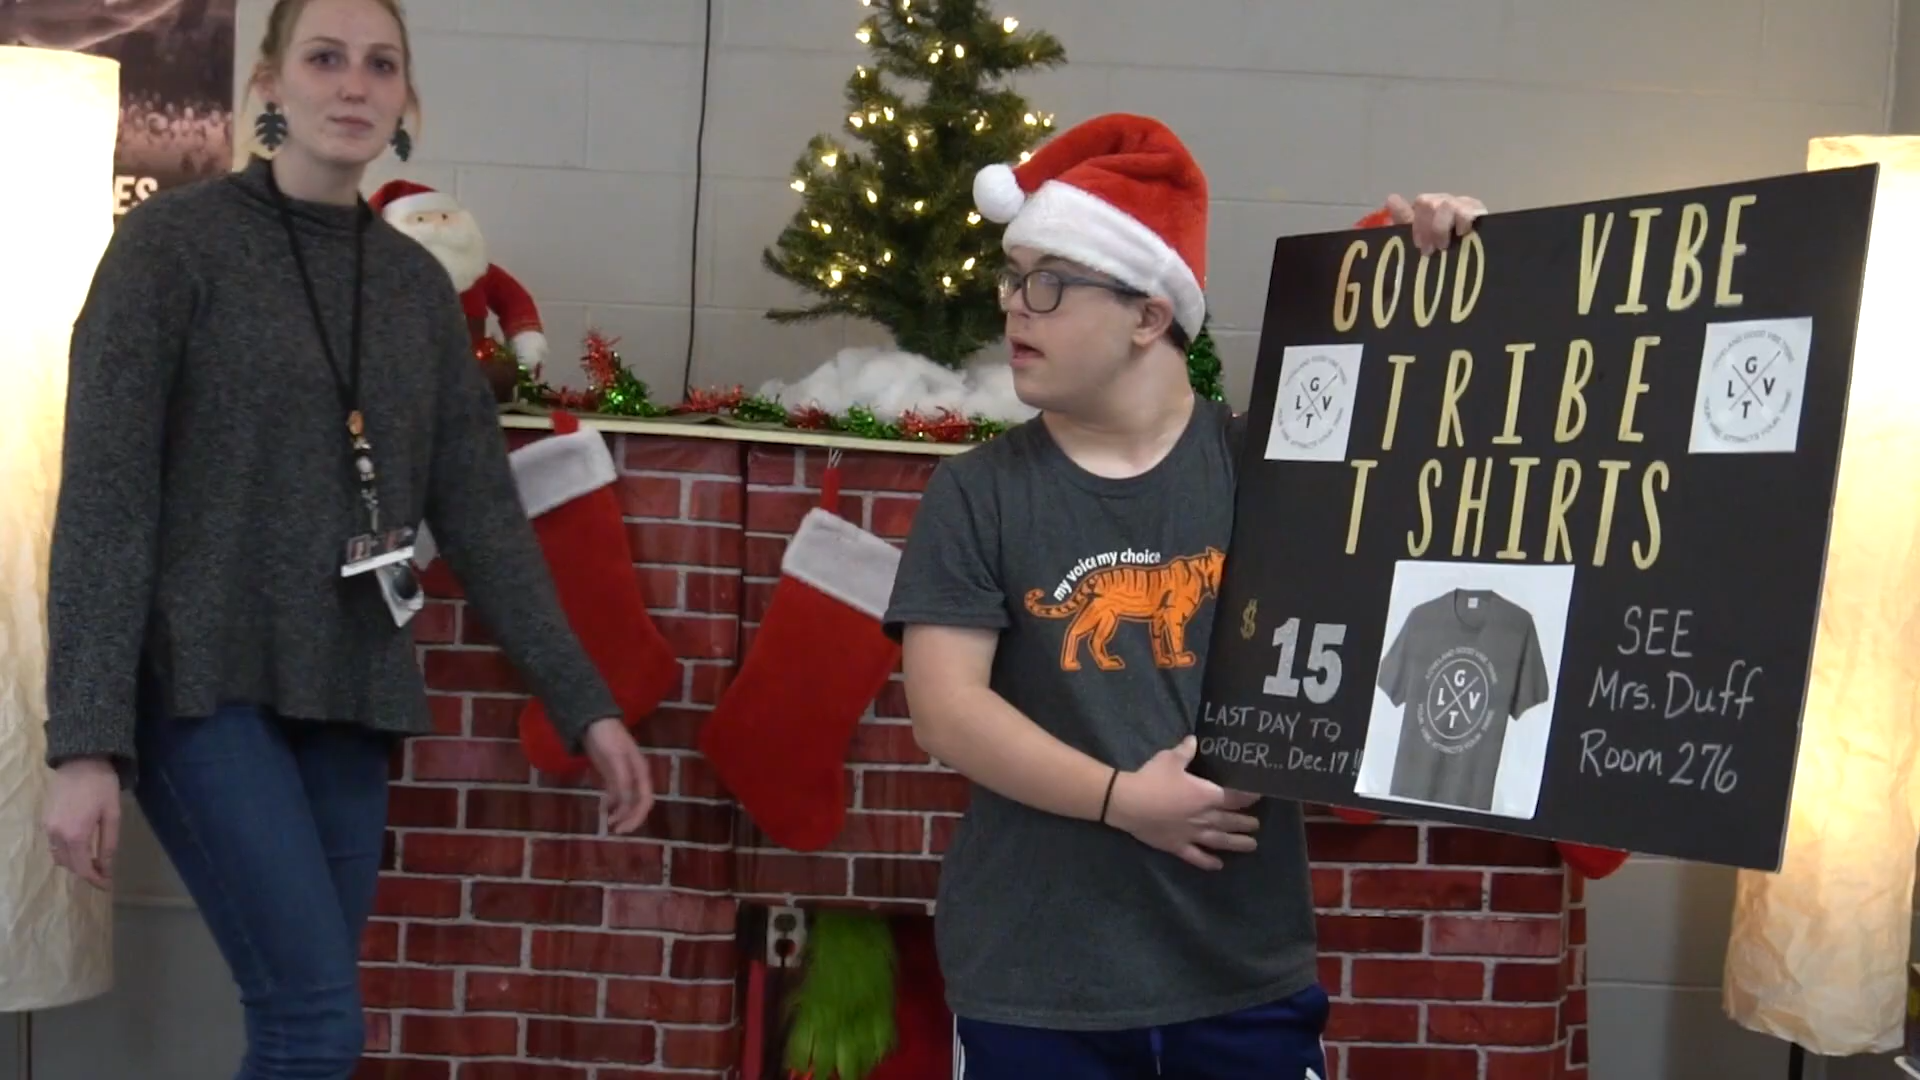 ES
my voice my choice
GOOD VIBE
TRIBE
T SHIRTS
G
L V
T
G
L V
T
$15
LAST DAY TO
ORDER... Dec. 17!!
G
L V
T
SEE
Mrs. Duff
Room 276